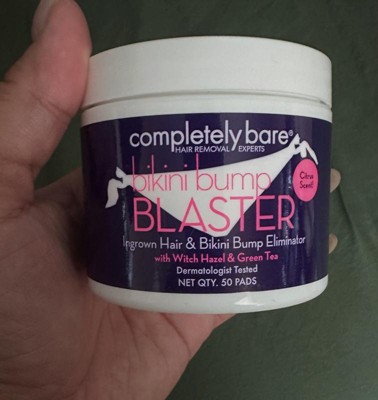 completely bare®
HAIR REMOVAL EXPERTS
bikini bump
BLASTER
Citrus
Scent!
Ingrown Hair & Bikini Bump Eliminator
with Witch Hazel & Green Tea
Dermatologist Tested
NET QTY. 50 PADS